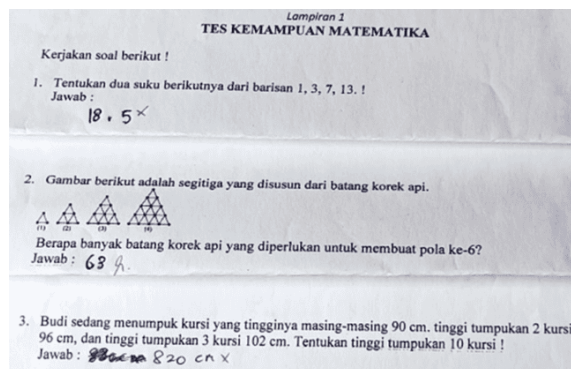 Lampiran 1
TES KEMAMPUAN MATEMATIKA
Kerjakan soal berikut !
1. Tentukan dua suku berikutnya dari barisan 1, 3, 7, 13. !
Jawab :
18 . 5 x
2. Gambar berikut adalah segitiga yang disusun dari batang korek api.
(1) (2) (3) (4)
Berapa banyak batang korek api yang diperlukan untuk membuat pola ke-6?
Jawab : 63
3. Budi sedang menumpuk kursi yang tingginya masing-masing 90 cm. tinggi tumpukan 2 kursi
96 cm, dan tinggi tumpukan 3 kursi 102 cm. Tentukan tinggi tumpukan 10 kursi !
Jawab : 820 cm x